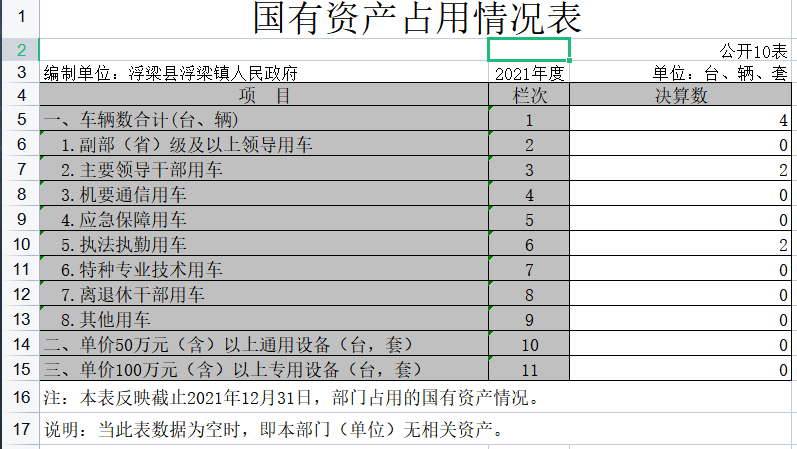 1 国有资产占用情况表
2 公开10表
3 编制单位：浮梁县浮梁镇人民政府 2021年度 单位：台、辆、套
4 项 目 栏次 决算数
5 一、车辆数合计(台、辆) 1 4
6 1.副部（省）级及以上领导用车 2 0
7 2.主要领导干部用车 3 2
8 3.机要通信用车 4 0
9 4.应急保障用车 5 0
10 5.执法执勤用车 6 2
11 6.特种专业技术用车 7 0
12 7.离退休干部用车 8 0
13 8.其他用车 9 0
14 二、单价50万元（含）以上通用设备（台，套） 10 0
15 三、单价100万元（含）以上专用设备（台，套） 11 0
16 注：本表反映截止2021年12月31日，部门占用的国有资产情况。
17 说明：当此表数据为空时，即本部门（单位）无相关资产。